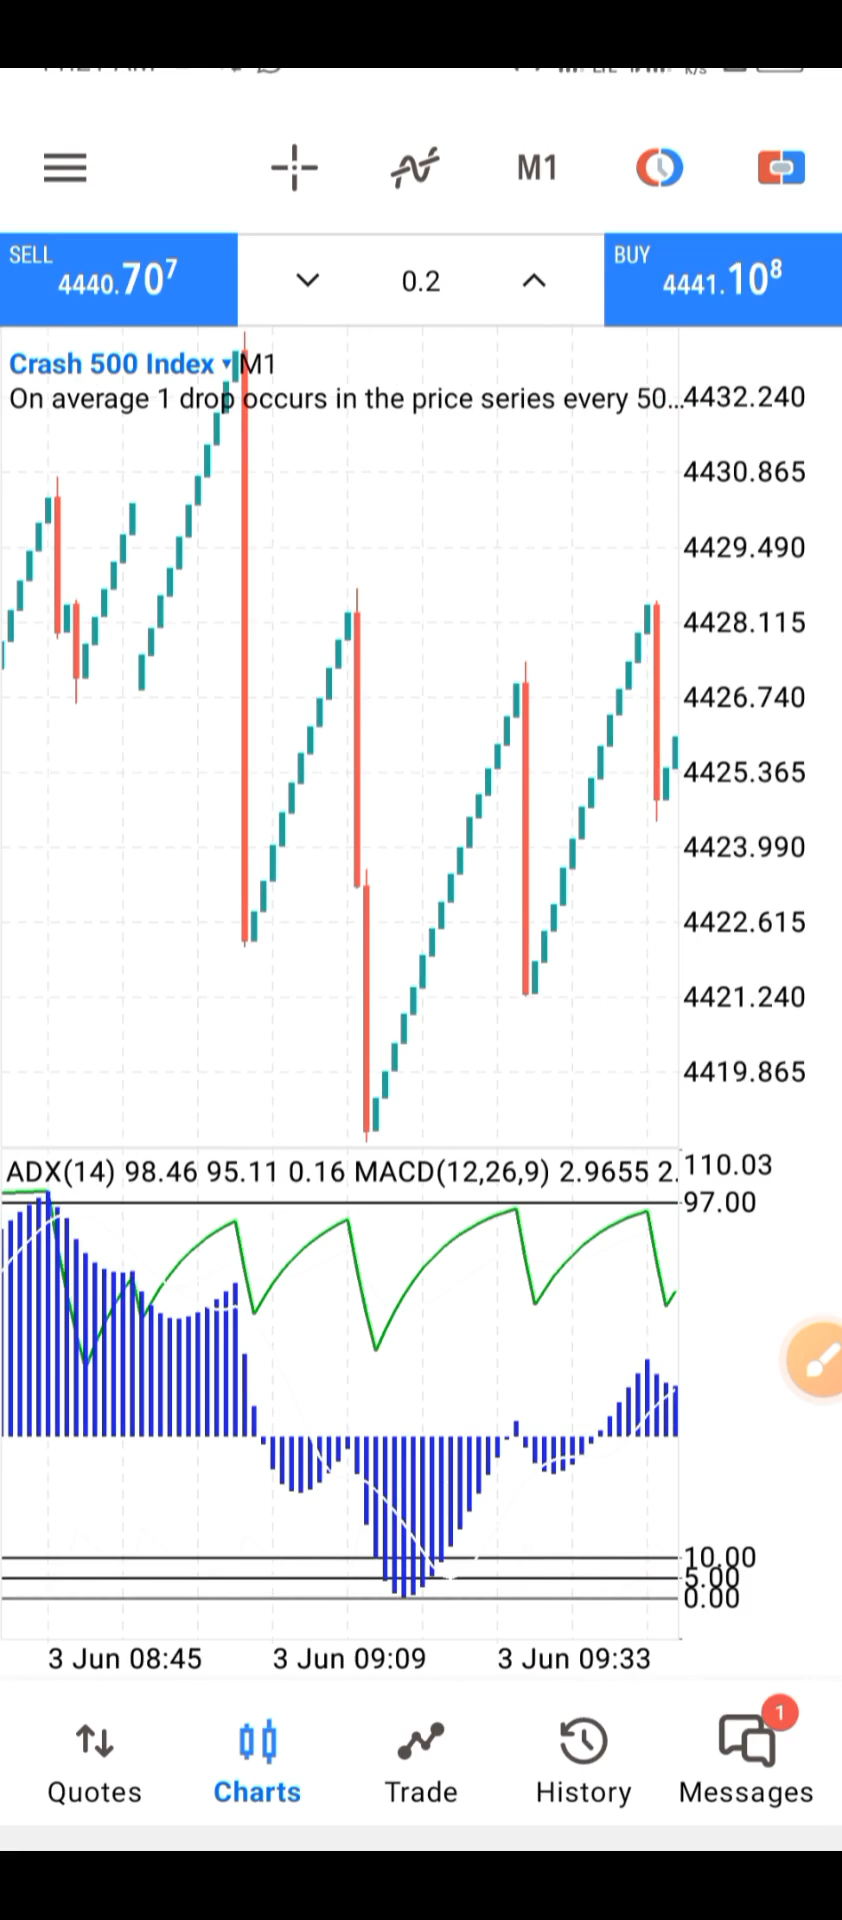 M1
SELL
BUY
4440.707
0.2
4441.108
Crash 500 Index M1
On average 1 drop occurs in the price series every 50...
4432.240
4430.865
4429.490
4428.115
4426.740
4425.365
4423.990
4422.615
4421.240
4419.865
ADX(14) 98.46 95.11 0.16 MACD(12,26,9) 2.9655 2.
110.03
97.00
10.00
5.00
0.00
3 Jun 08:45 3 Jun 09:09 3 Jun 09:33
1
Quotes Charts Trade History Messages